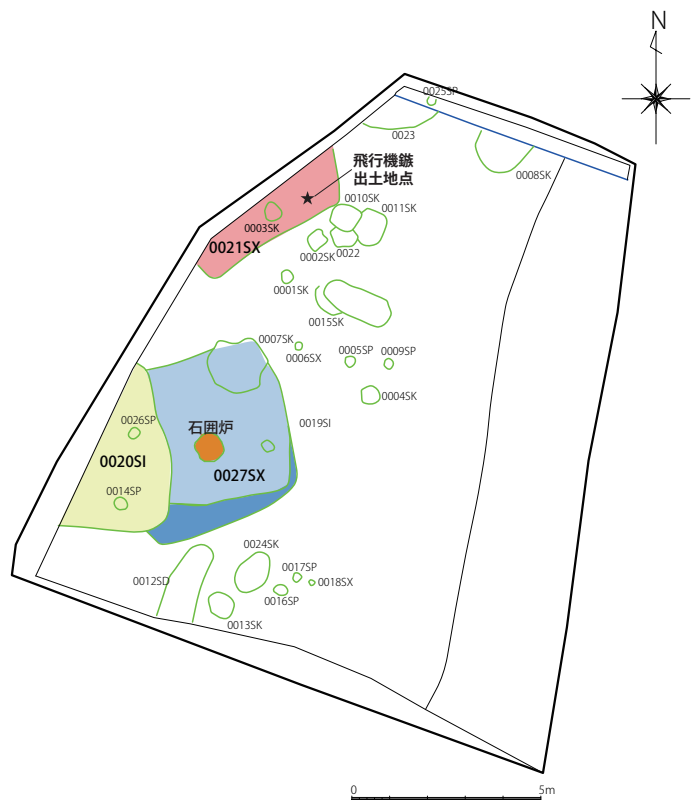 N
0025SP
0023
0008SK
飛行機鏃
出土地点
0010SK
0011SK
0003SK
0021SX
0002SK
0022
0001SK
0015SK
0007SK
0006SX
0005SP
0009SP
0004SK
0019SI
0026SP
石囲炉
0020SI
0027SX
0014SP
0024SK
0012SD
0017SP
0018SX
0016SP
0013SK
0
5m